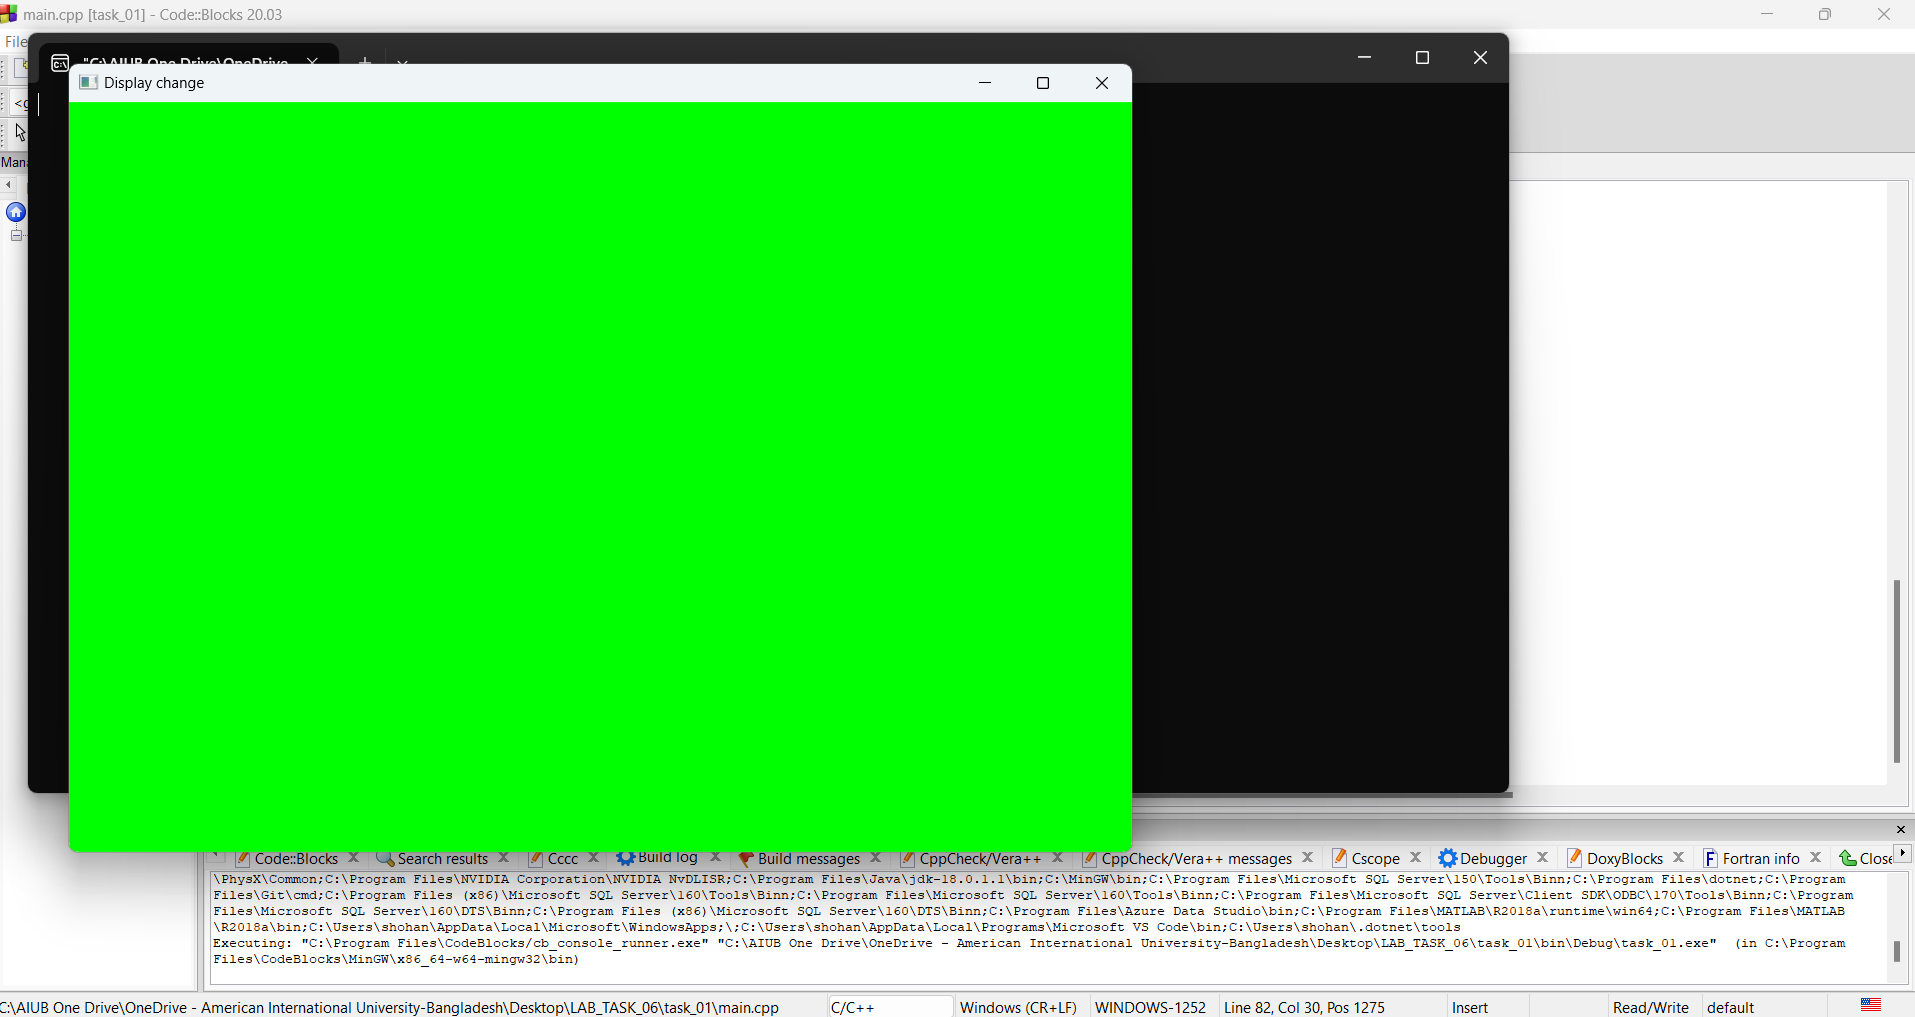 main.cpp [task_01] - Code::Blocks 20.03
File
"C:\AIUB One Drive\OneDrive
Display change
Code::Blocks Search results Cccc Build log Build messages CppCheck/Vera++ CppCheck/Vera++ messages Cscope Debugger DoxyBlocks Fortran info Close
\PhysX\Common;C:\Program Files\NVIDIA Corporation\NVIDIA NvDLISR;C:\Program Files\Java\jdk-18.0.1.1\bin;C:\MinGW\bin;C:\Program Files\Microsoft SQL Server\150\Tools\Binn;C:\Program Files\dotnet;C:\Program
Files\Git\cmd;C:\Program Files (x86)\Microsoft SQL Server\160\Tools\Binn;C:\Program Files\Microsoft SQL Server\160\Tools\Binn;C:\Program Files\Microsoft SQL Server\Client SDK\ODBC\170\Tools\Binn;C:\Program
Files\Microsoft SQL Server\160\DTS\Binn;C:\Program Files (x86)\Microsoft SQL Server\160\DTS\Binn;C:\Program Files\Azure Data Studio\bin;C:\Program Files\MATLAB\R2018a\runtime\win64;C:\Program Files\MATLAB
\R2018a\bin;C:\Users\shohan\AppData\Local\Microsoft\WindowsApps;\;C:\Users\shohan\AppData\Local\Programs\Microsoft VS Code\bin;C:\Users\shohan\.dotnet\tools
Executing: "C:\Program Files\CodeBlocks/cb_console_runner.exe" "C:\AIUB One Drive\OneDrive - American International University-Bangladesh\Desktop\LAB_TASK_06\task_01\bin\Debug\task_01.exe" (in C:\Program
Files\CodeBlocks\MinGW\x86_64-w64-mingw32\bin)
C:\AIUB One Drive\OneDrive - American International University-Bangladesh\Desktop\LAB_TASK_06\task_01\main.cpp C/C++ Windows (CR+LF) WINDOWS-1252 Line 82, Col 30, Pos 1275 Insert Read/Write default